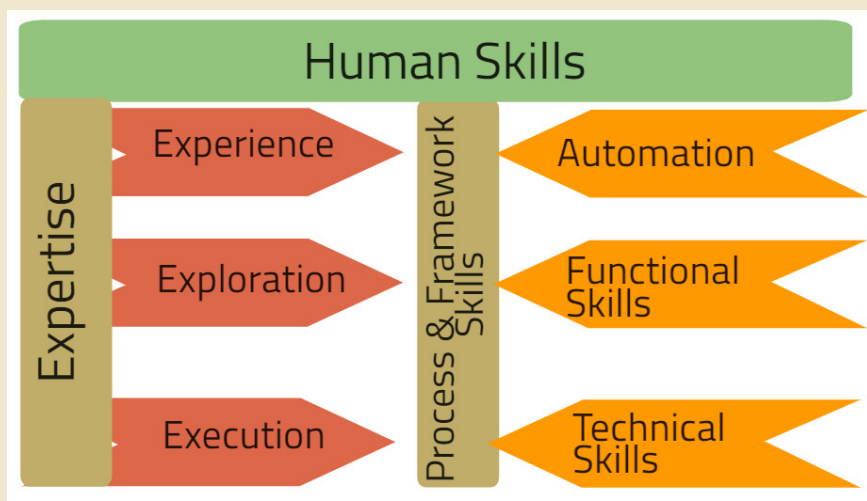 Human Skills
Expertise
Experience
Exploration
Execution
Process & Framework
Skills
Automation
Functional
Skills
Technical
Skills